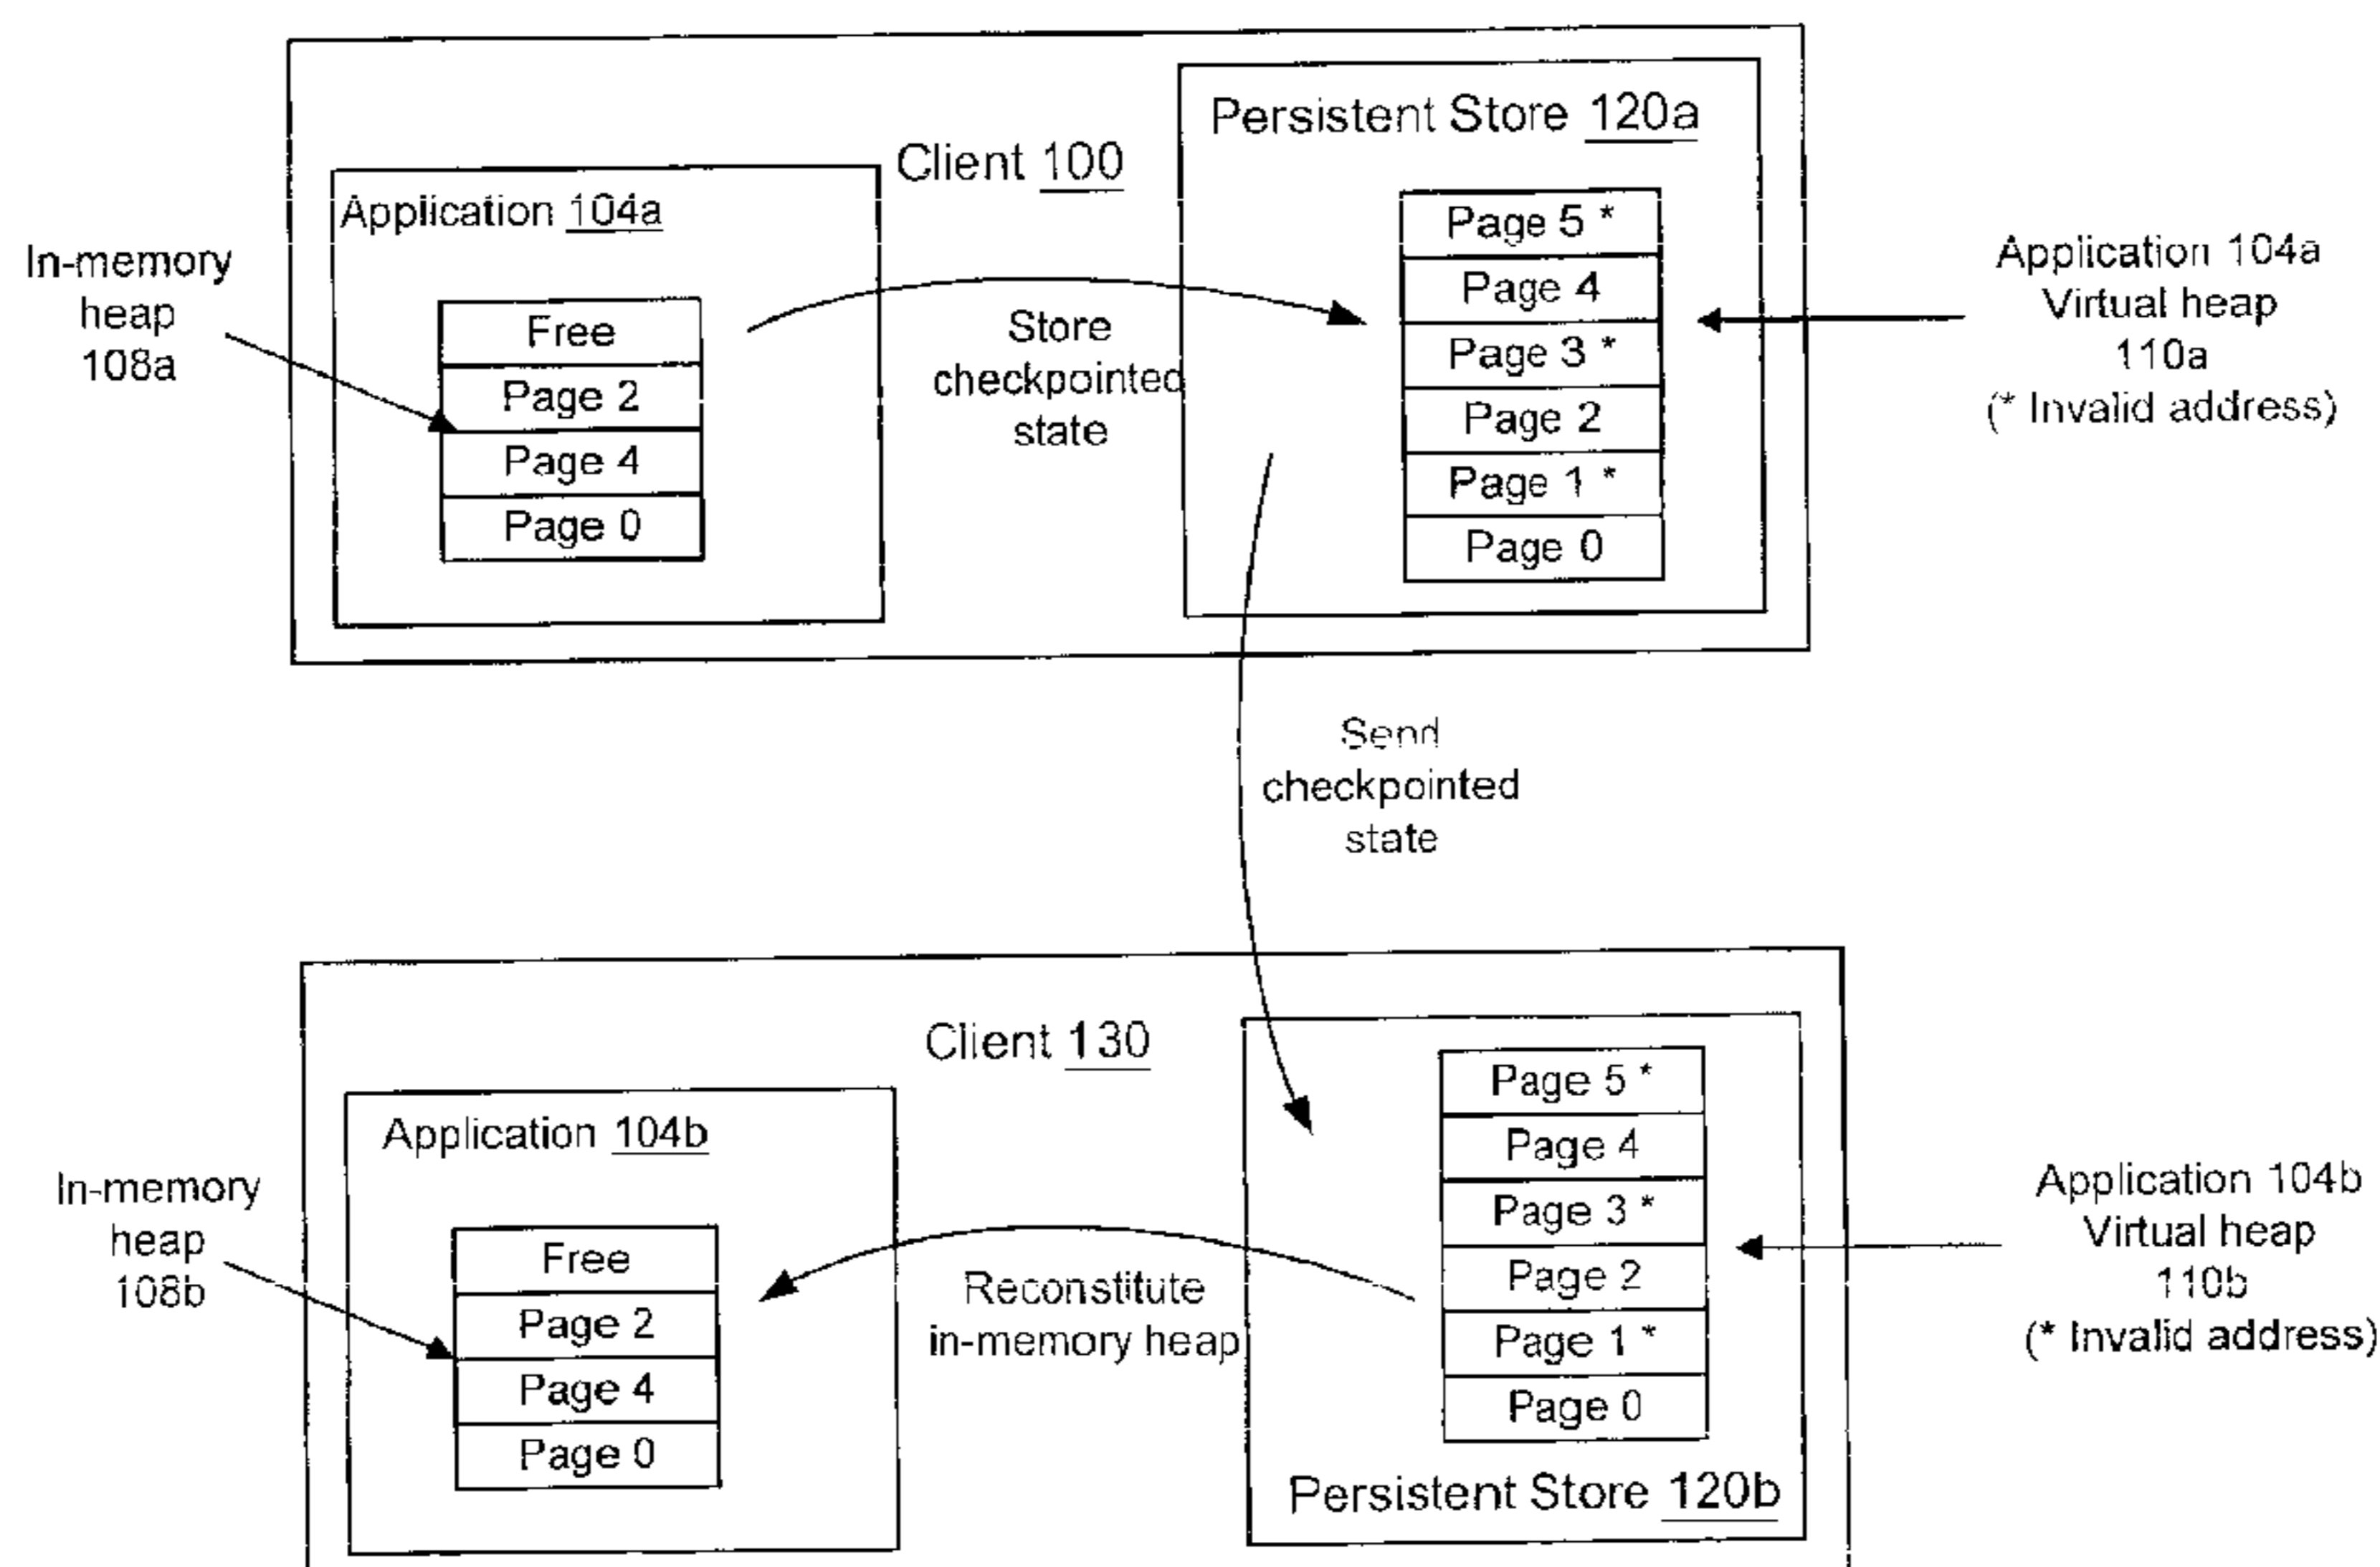 Persistent Store 120a
Client 100
Application 104a
In-memory
heap
108a
Free
Page 2
Page 4
Page 0
Store
checkpointed
state
Page 5 *
Page 4
Page 3 *
Page 2
Page 1 *
Page 0
Application 104a
Virtual heap
110a
(* Invalid address)
Send
checkpointed
state
Client 130
Application 104b
In-memory
heap
108b
Free
Page 2
Page 4
Page 0
Reconstitute
in-memory heap
Page 5 *
Page 4
Page 3 *
Page 2
Page 1 *
Page 0
Persistent Store 120b
Application 104b
Virtual heap
110b
(* Invalid address)